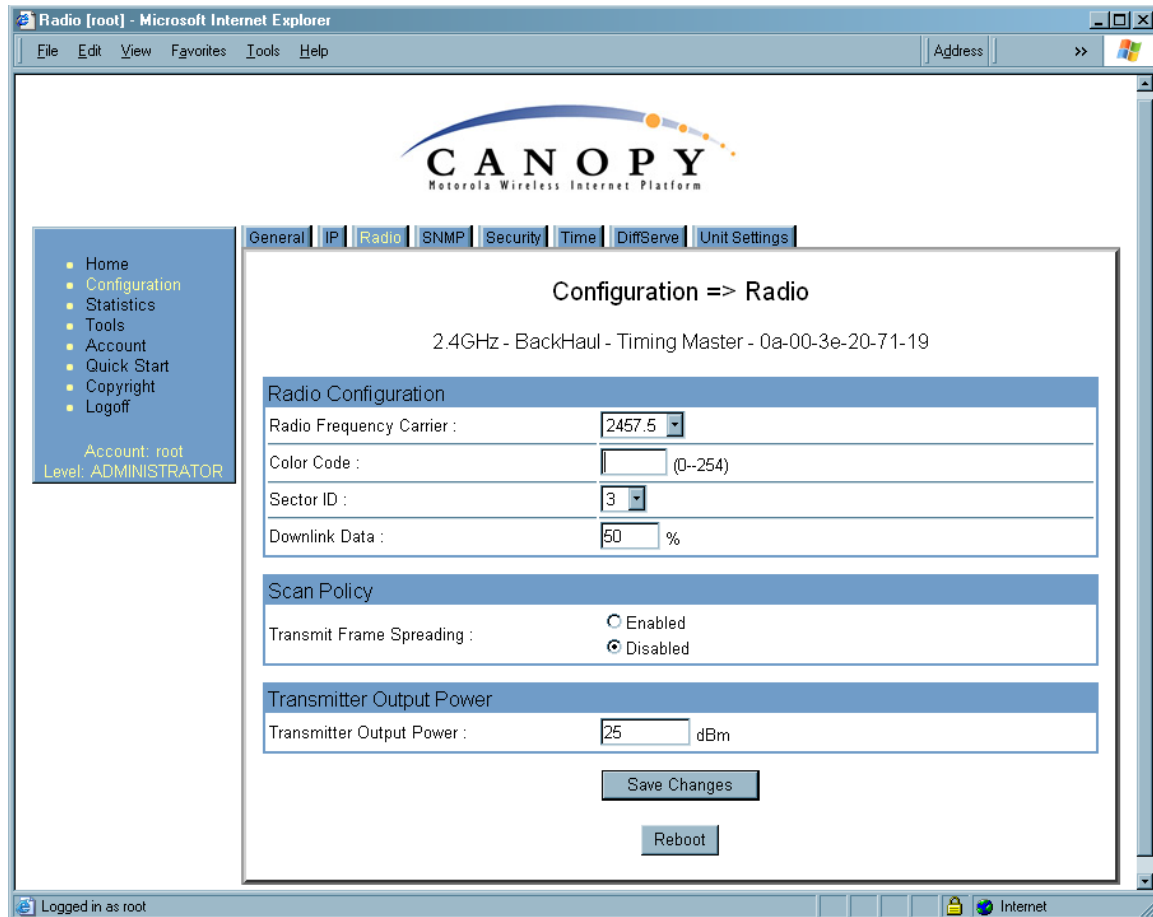 Radio [root] - Microsoft Internet Explorer
File Edit View Favorites Tools Help Address »
CANOPY
Motorola Wireless Internet Platform
General IP Radio SNMP Security Time DiffServe Unit Settings
Home
Configuration
Statistics
Tools
Account
Quick Start
Copyright
Logoff
Account: root
Level: ADMINISTRATOR
Configuration => Radio
2.4GHz - BackHaul - Timing Master - 0a-00-3e-20-71-19
Radio Configuration
Radio Frequency Carrier : 2457.5
Color Code : (0--254)
Sector ID : 3
Downlink Data : 50 %
Scan Policy
Transmit Frame Spreading : Enabled
Disabled
Transmitter Output Power
Transmitter Output Power : 25 dBm
Save Changes
Reboot
Logged in as root Internet